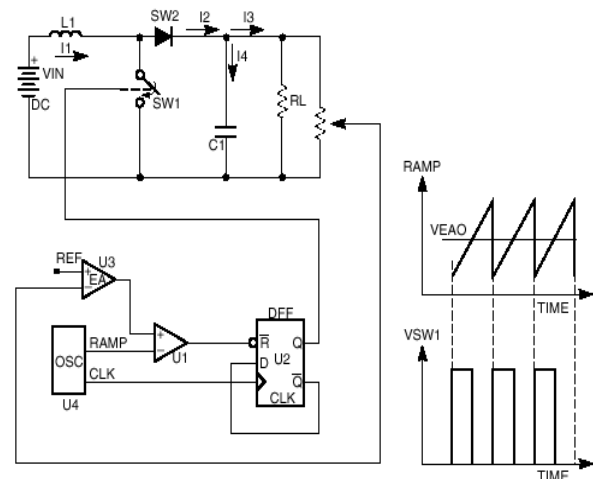 L1
SW2
I2
I3
I1
I4
+
VIN
DC
SW1
RL
C1
RAMP
VEAO
TIME
REF
U3
+
EA
−
DFF
RAMP
+
−
U1
R
Q
OSC
D
U2
CLK
Q
U4
CLK
VSW1
TIME